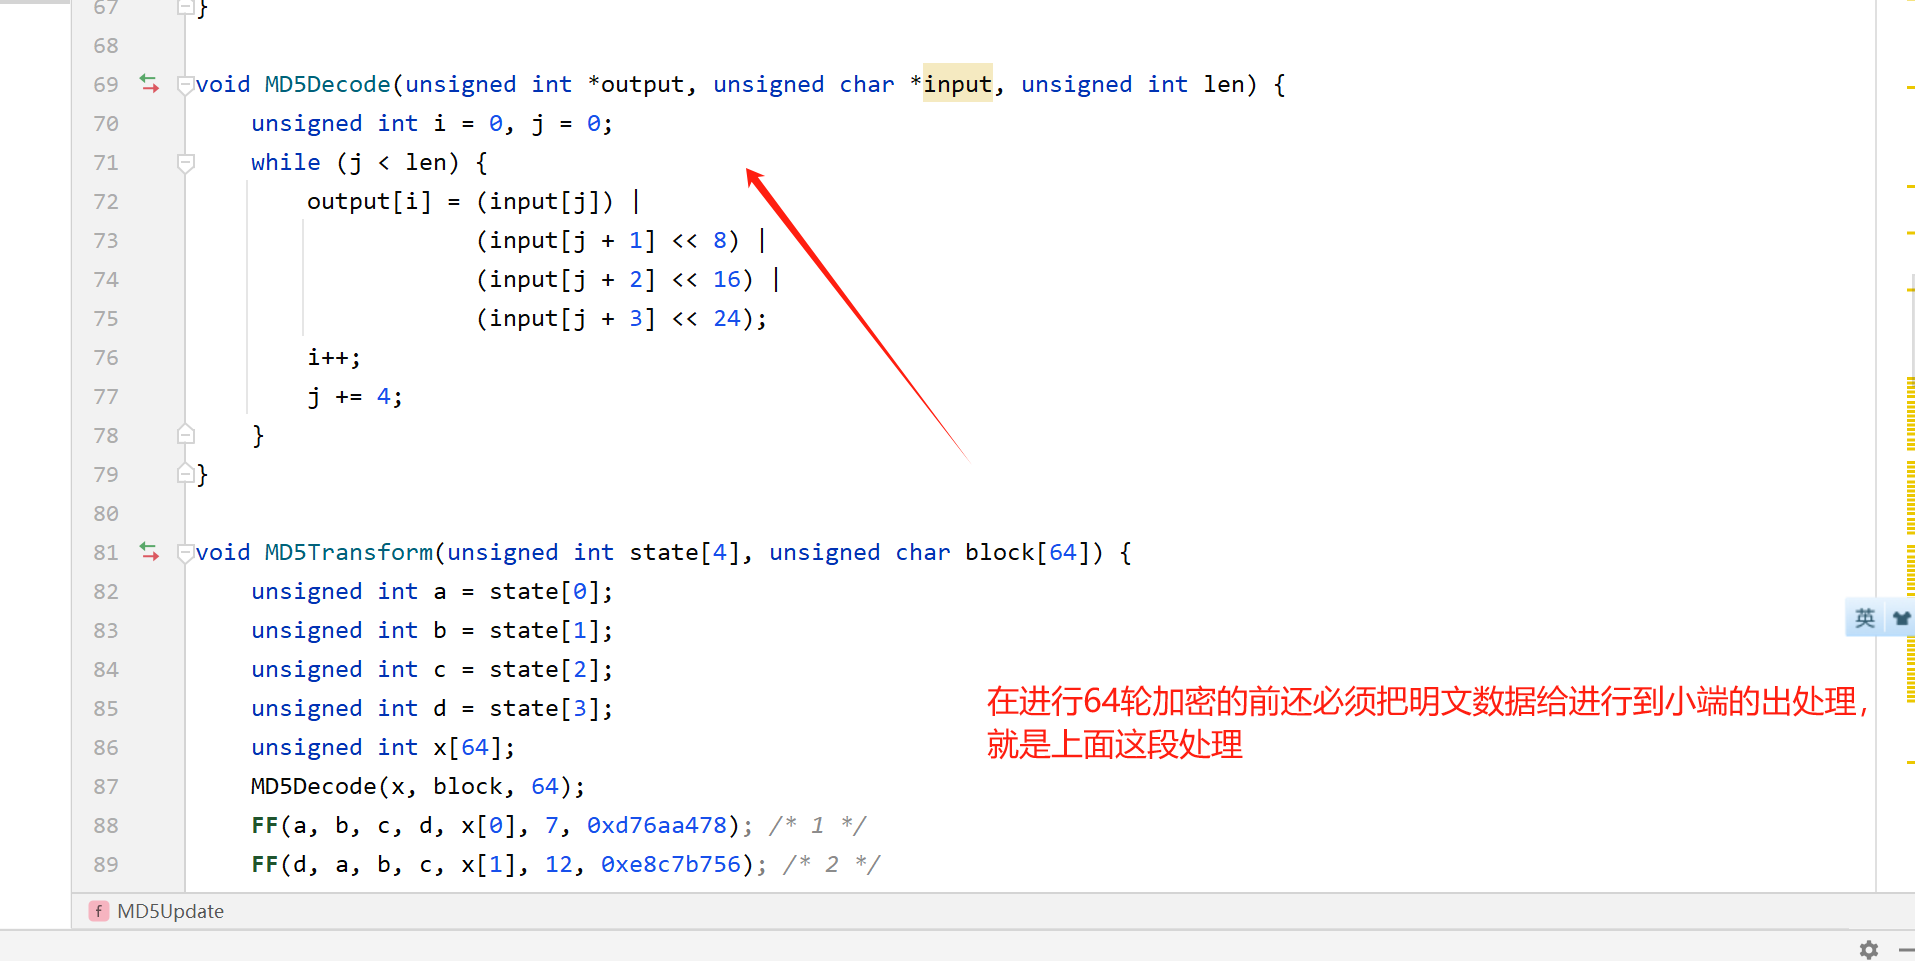 67 }
68
69 void MD5Decode(unsigned int *output, unsigned char *input, unsigned int len) {
70     unsigned int i = 0, j = 0;
71     while (j < len) {
72         output[i] = (input[j]) |
73                     (input[j + 1] << 8) |
74                     (input[j + 2] << 16) |
75                     (input[j + 3] << 24);
76         i++;
77         j += 4;
78     }
79 }
80
81 void MD5Transform(unsigned int state[4], unsigned char block[64]) {
82     unsigned int a = state[0];
83     unsigned int b = state[1];
84     unsigned int c = state[2];
85     unsigned int d = state[3];
86     unsigned int x[64];
87     MD5Decode(x, block, 64);
88     FF(a, b, c, d, x[0], 7, 0xd76aa478); /* 1 */
89     FF(d, a, b, c, x[1], 12, 0xe8c7b756); /* 2 */
在进行64轮加密的前还必须把明文数据给进行到小端的出处理，
就是上面这段处理
英
f MD5Update